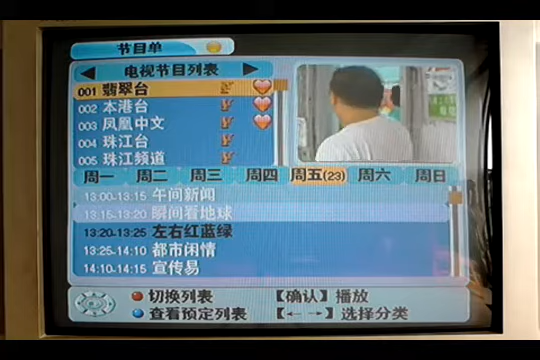 节目单
电视节目列表
001 翡翠台
002 本港台
003 凤凰中文
004 珠江台
005 珠江频道
周一 周二 周三 周四 周五(23) 周六 周日
13:00-13:15 午间新闻
13:15-13:20 瞬间看地球
13:20-13:25 左右红蓝绿
13:25-14:10 都市闲情
14:10-14:15 宣传易
切换列表 【确认】播放
查看预定列表 【←→】选择分类